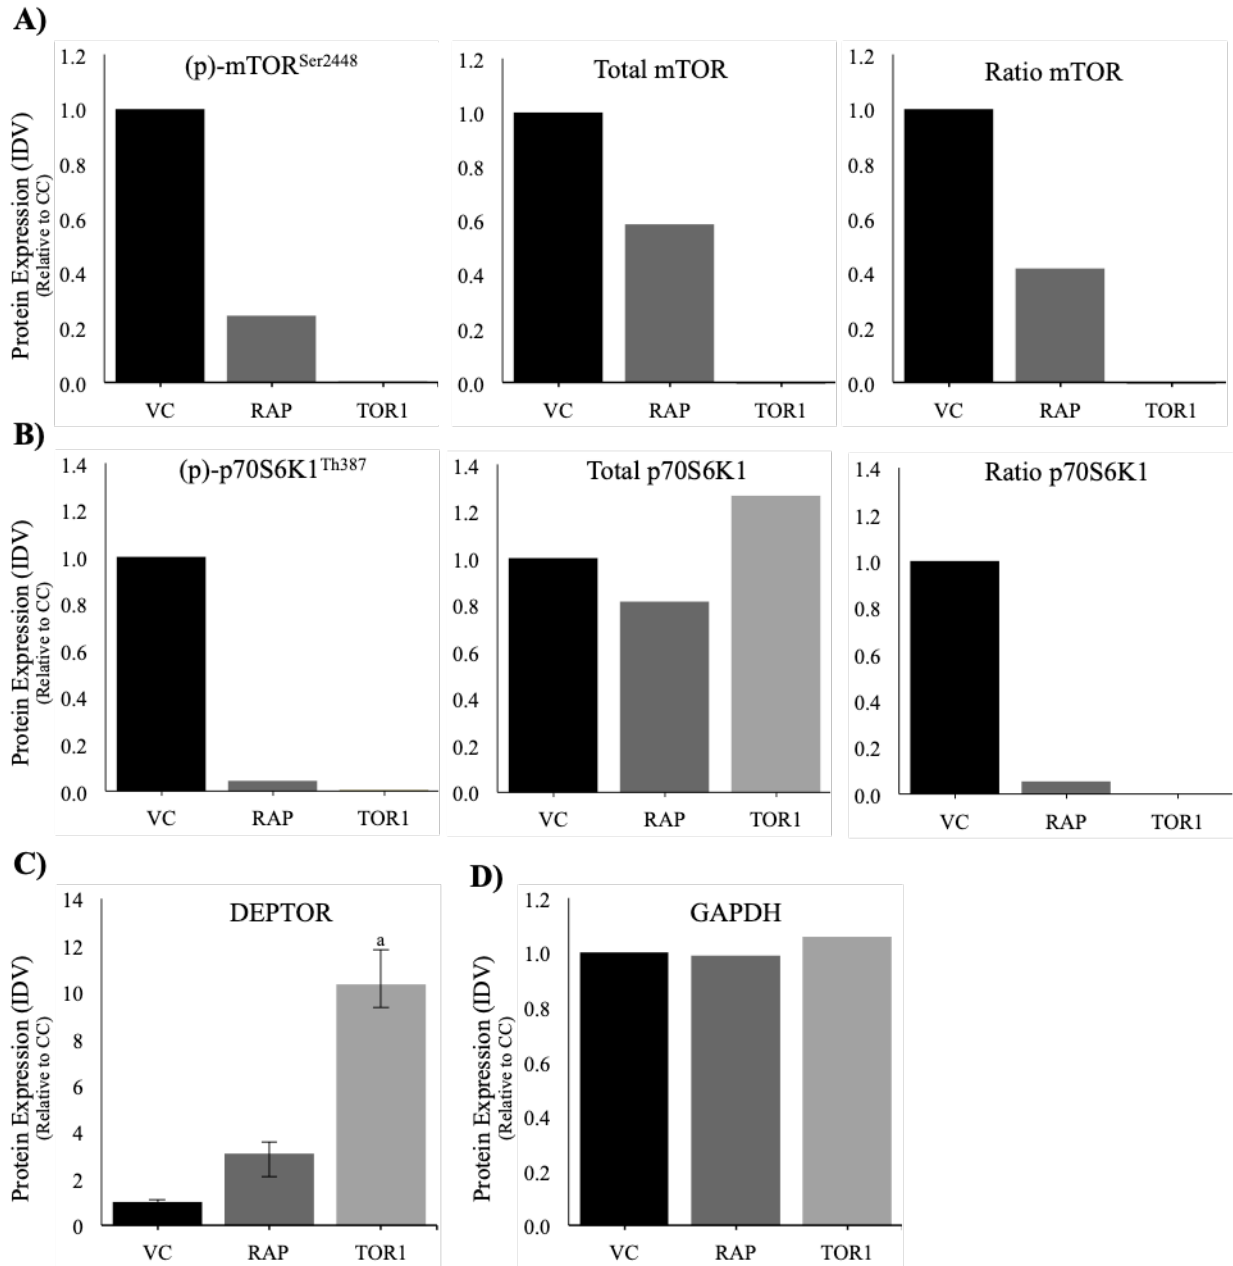 A)
(p)-mTORSer2448
Protein Expression (IDV)
(Relative to CC)
1.2
1.0
0.8
0.6
0.4
0.2
0.0
VC RAP TOR1
Total mTOR
1.2
1.0
0.8
0.6
0.4
0.2
0.0
VC RAP TOR1
Ratio mTOR
1.2
1.0
0.8
0.6
0.4
0.2
0.0
VC RAP TOR1
B)
(p)-p70S6K1Th387
Protein Expression (IDV)
(Relative to CC)
1.4
1.2
1.0
0.8
0.6
0.4
0.2
0.0
VC RAP TOR1
Total p70S6K1
1.4
1.2
1.0
0.8
0.6
0.4
0.2
0.0
VC RAP TOR1
Ratio p70S6K1
1.4
1.2
1.0
0.8
0.6
0.4
0.2
0.0
VC RAP TOR1
C)
DEPTOR
Protein Expression (IDV)
(Relative to CC)
14
12
10
8
6
4
2
0
a
VC RAP TOR1
D)
GAPDH
Protein Expression (IDV)
(Relative to CC)
1.2
1.0
0.8
0.6
0.4
0.2
0.0
VC RAP TOR1